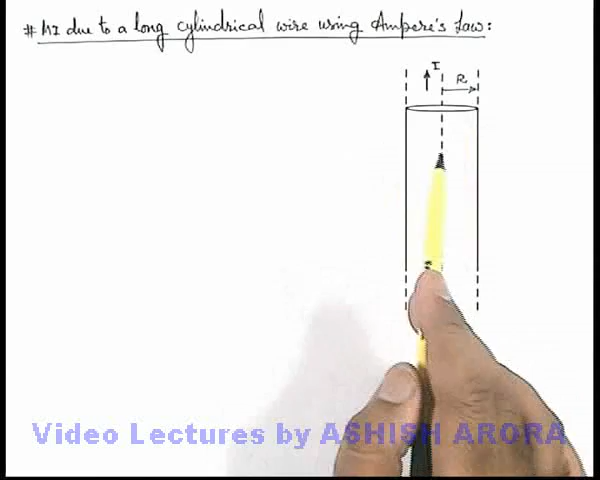 # MI due to a long cylindrical wire using Ampere's Law:
I
R
Video Lectures by ASHISH ARORA